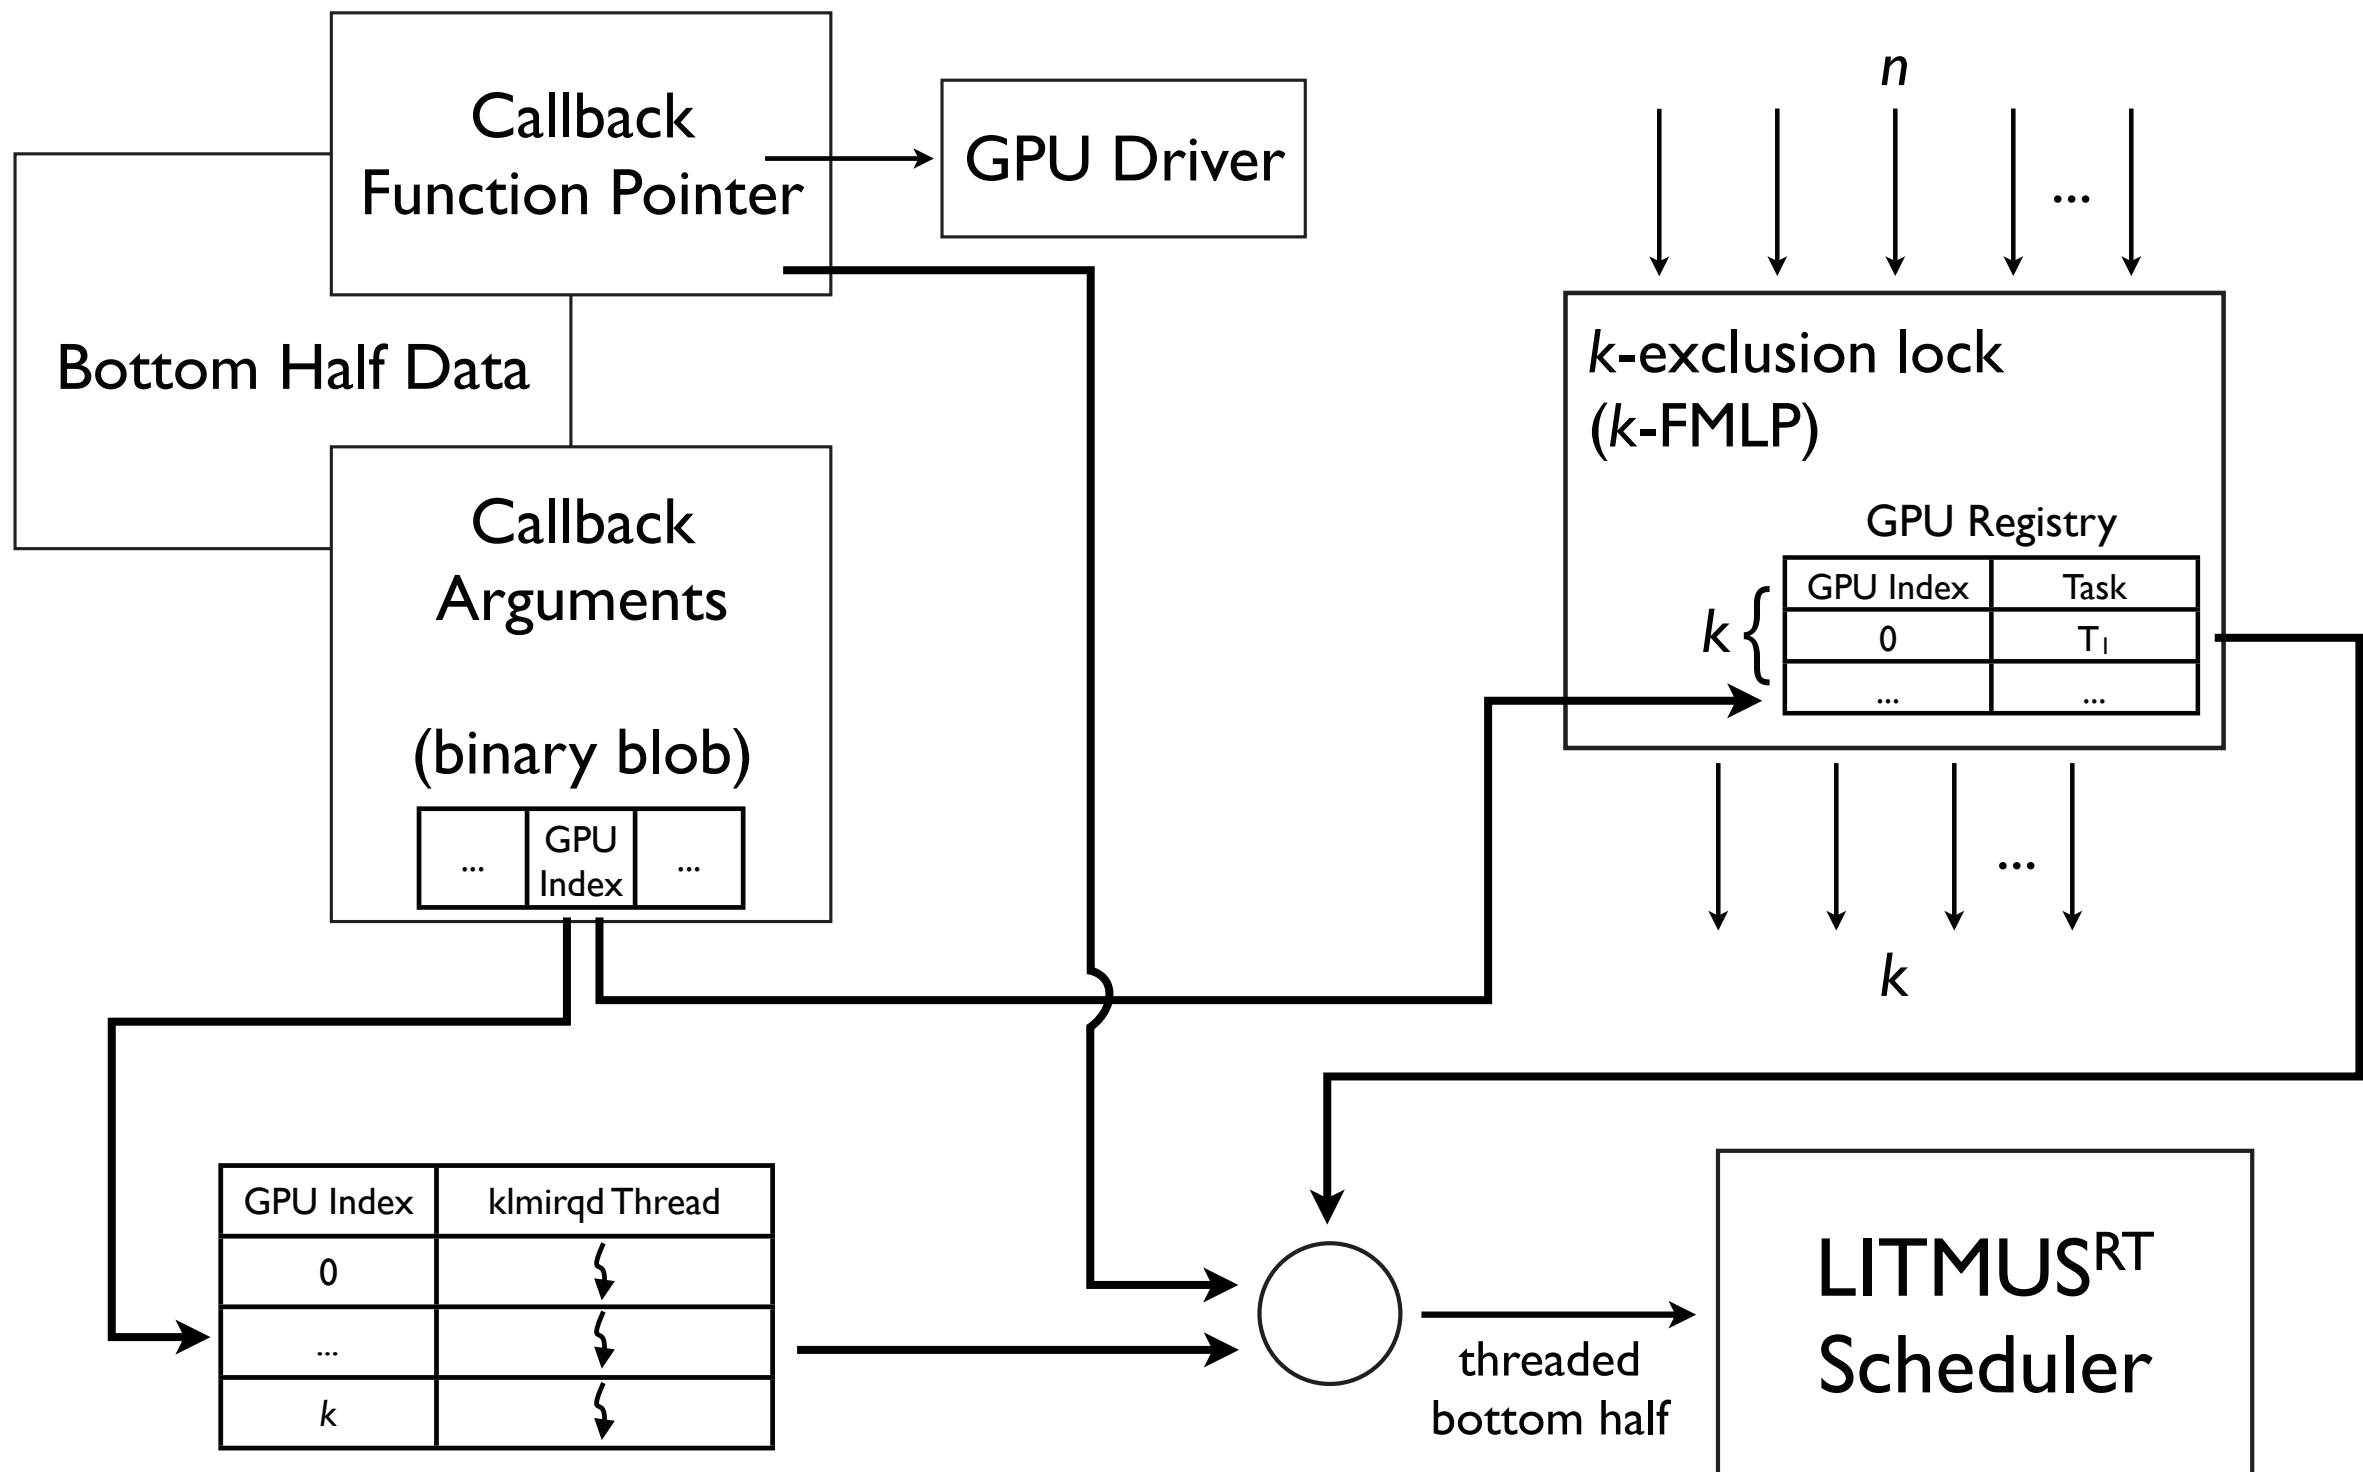 Callback
Function Pointer
GPU Driver
Bottom Half Data
Callback
Arguments
(binary blob)
... GPU Index ...
n
...
k-exclusion lock
(k-FMLP)
GPU Registry
GPU Index Task
k { 0 T1
... ...
...
k
GPU Index klmirqd Thread
0
...
k
threaded
bottom half
LITMUSRT
Scheduler